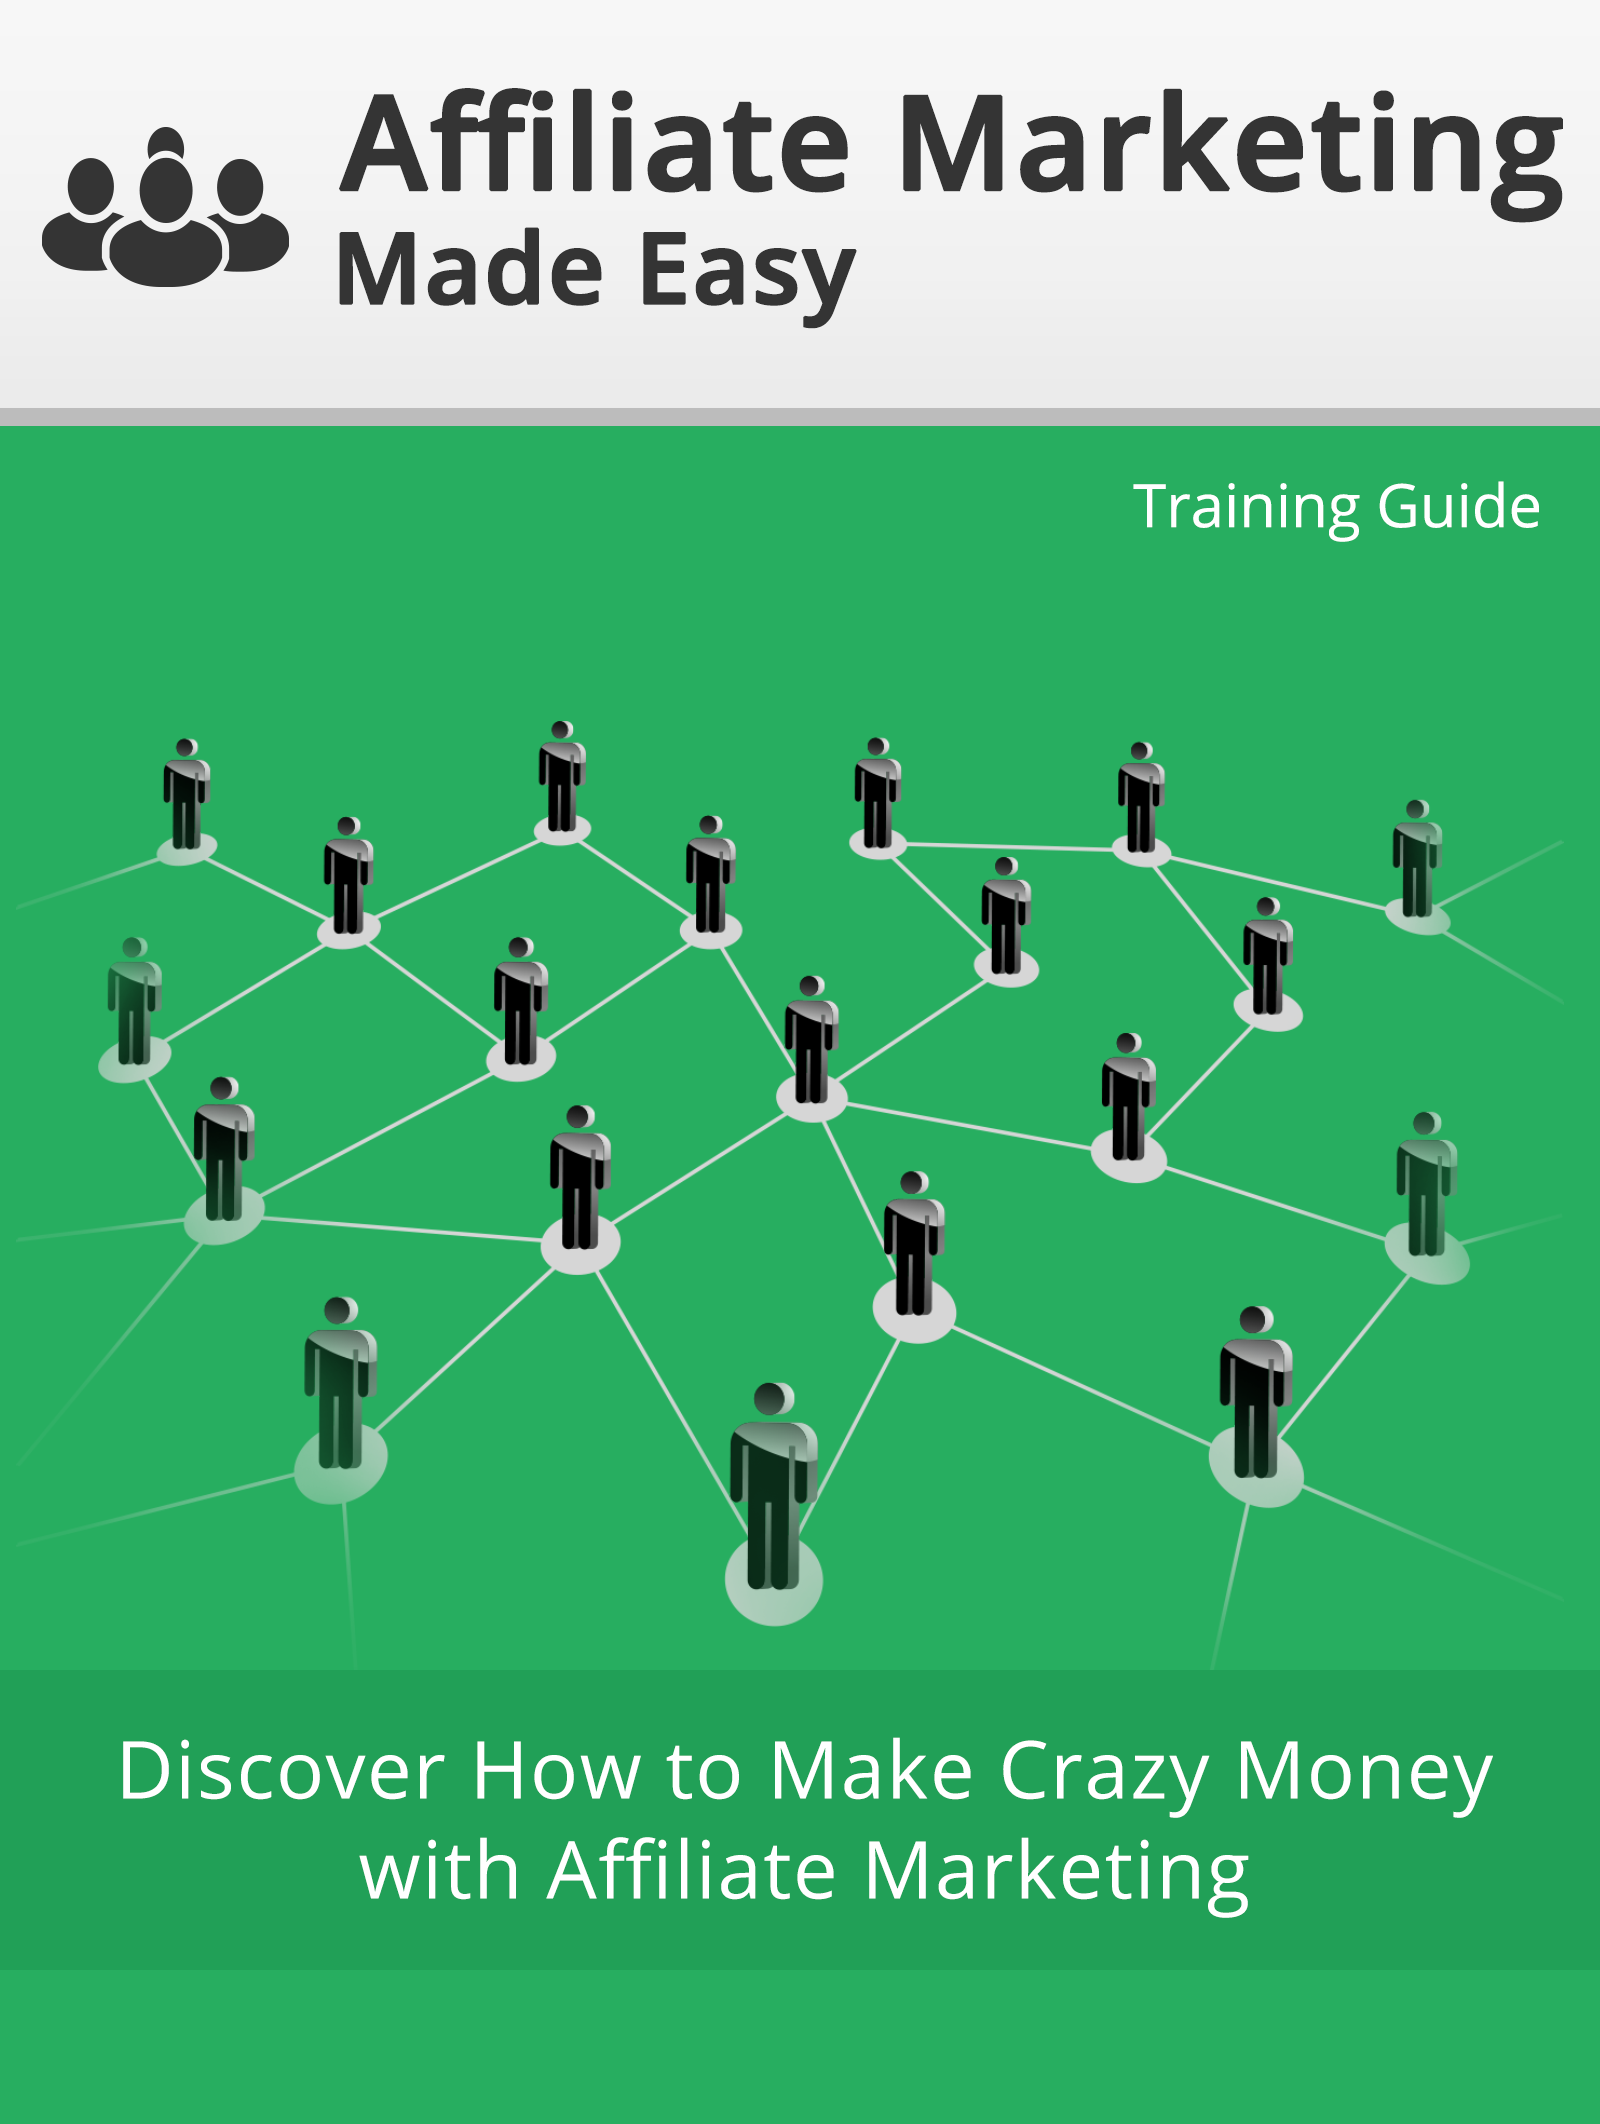 Affiliate Marketing
Made Easy
Training Guide
Discover How to Make Crazy Money
with Affiliate Marketing